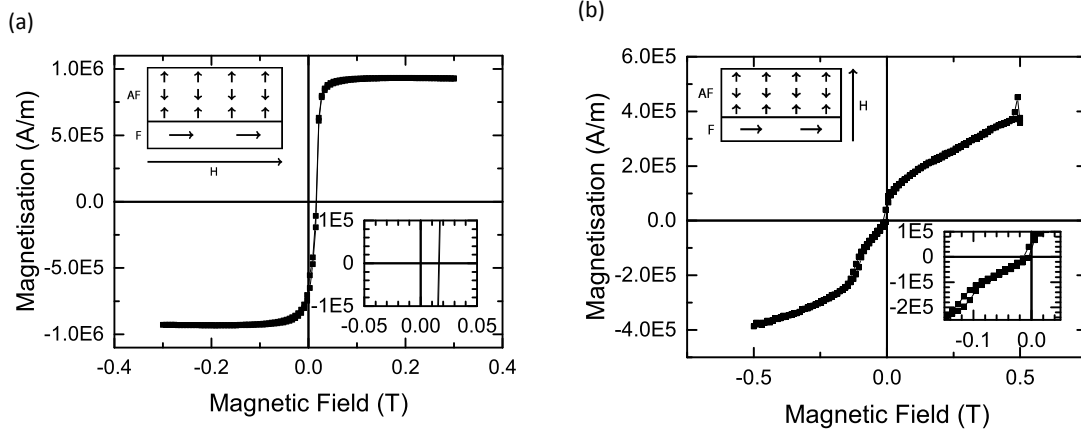 (a)
1.0E6
5.0E5
0.0
-5.0E5
-1.0E6
Magnetisation (A/m)
AF
F
H
1E5
0
-1E5
-0.05
0.00
0.05
-0.4
-0.2
0.0
0.2
0.4
Magnetic Field (T)
(b)
6.0E5
4.0E5
2.0E5
0.0
-2.0E5
-4.0E5
Magnetisation (A/m)
AF
F
H
1E5
0
-1E5
-2E5
-0.1
0.0
-0.5
0.0
0.5
Magnetic Field (T)